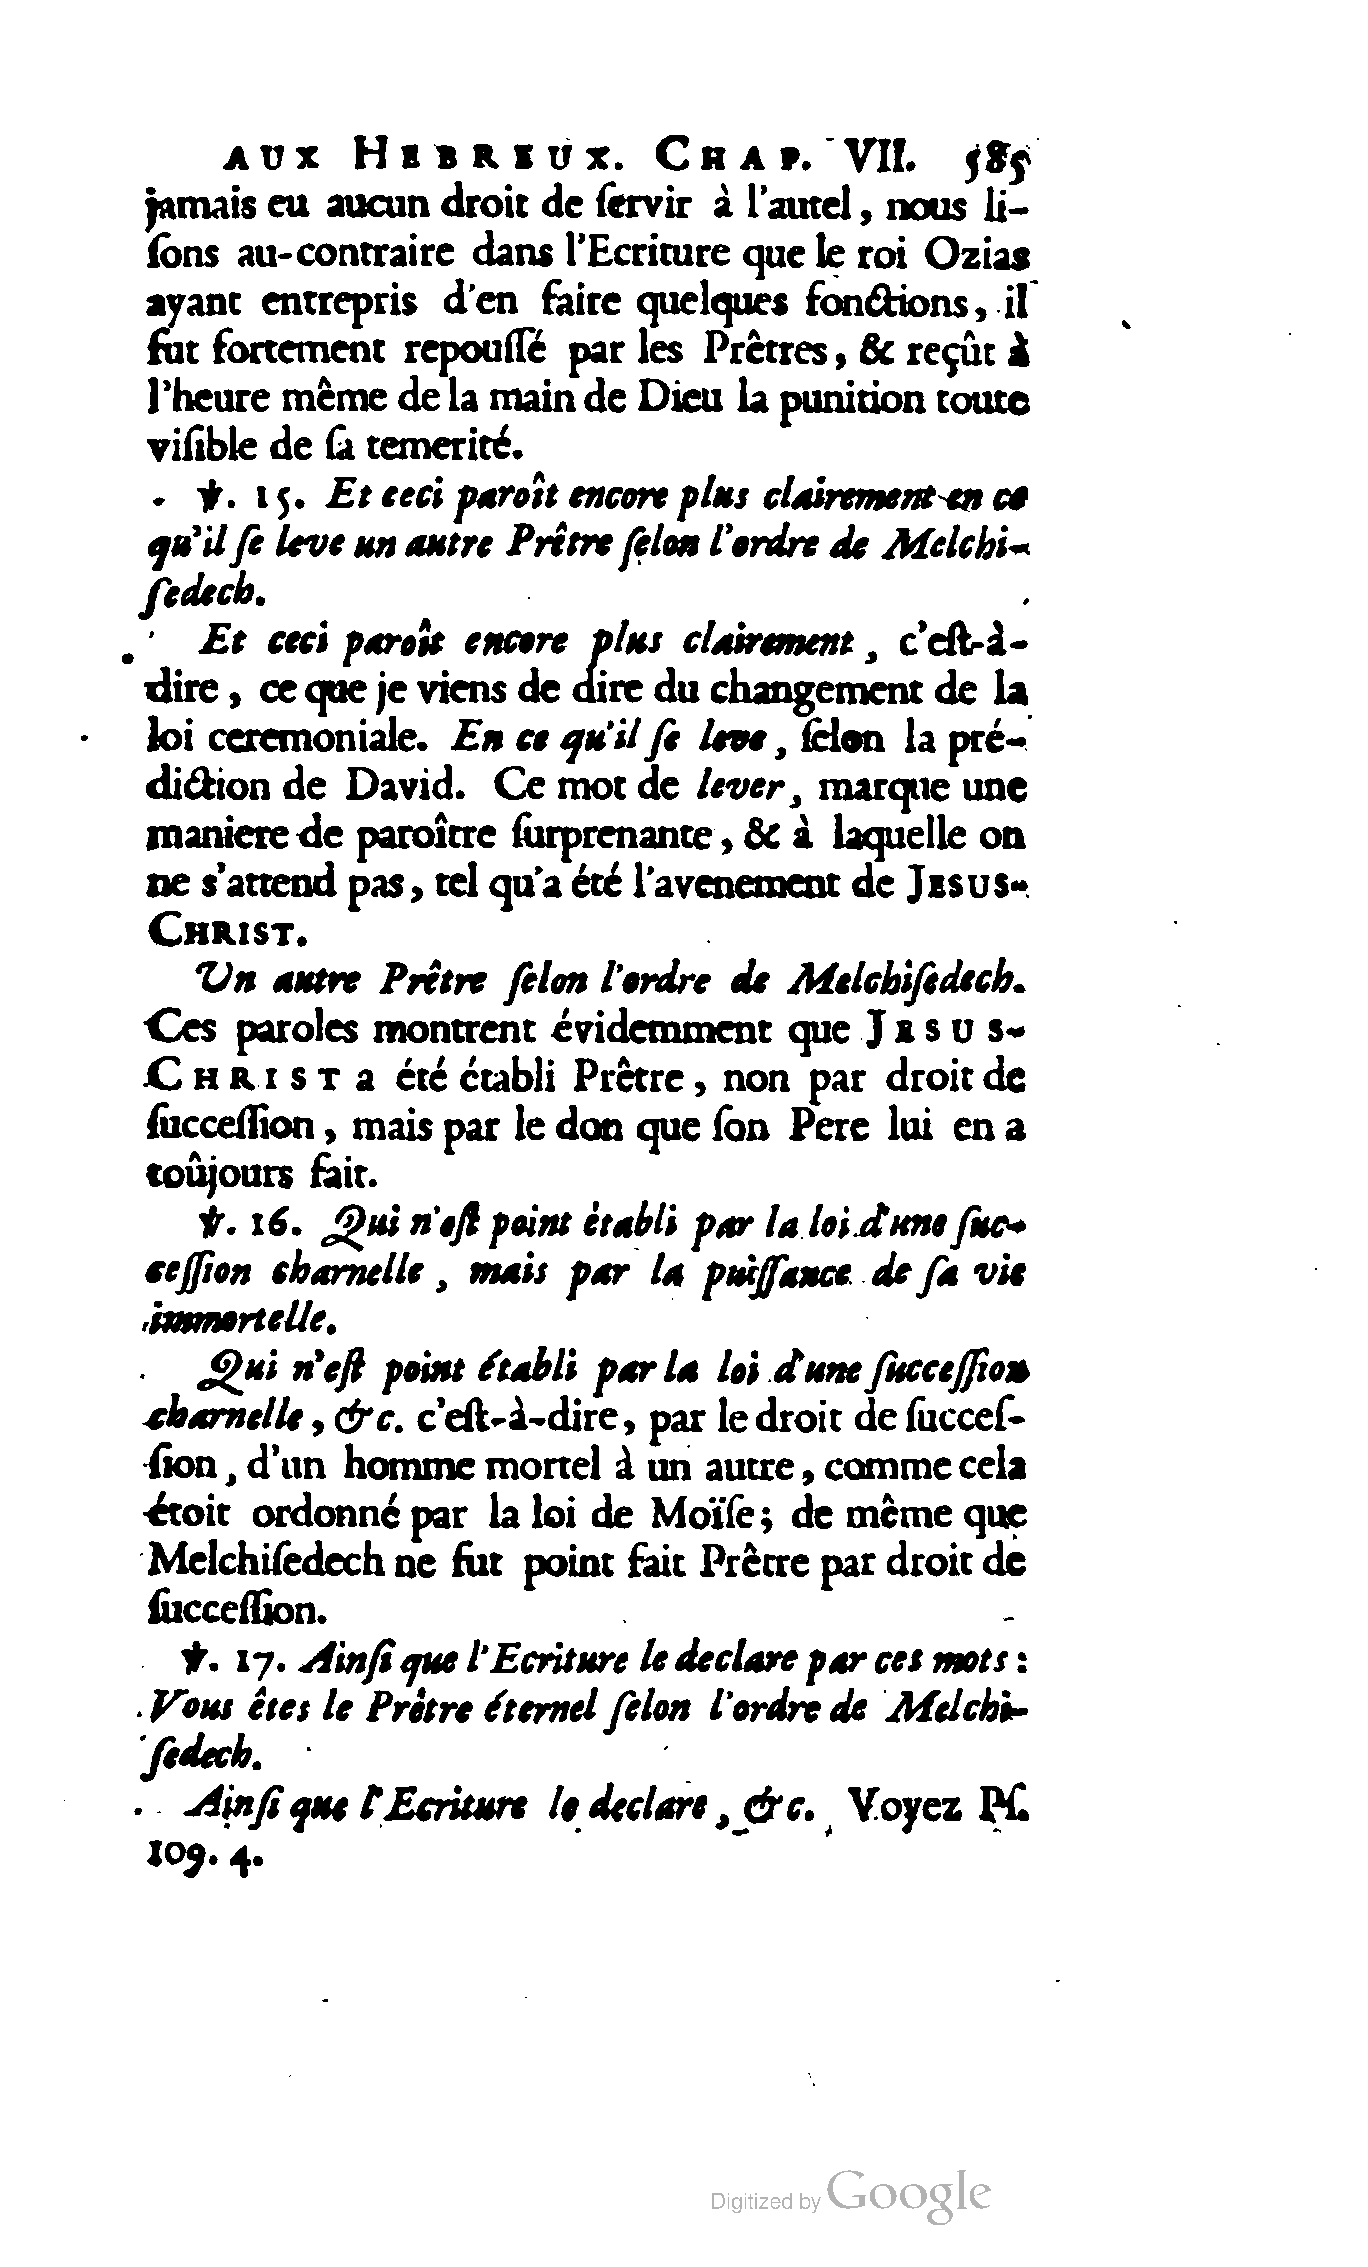 AUX HEBREUX. CHAP. VII. 585
jamais eu aucun droit de ſervir à l'autel, nous li-
ſons au-contraire dans l'Ecriture que le roi Ozias
ayant entrepris d'en faire quelques fonctions, il
fut fortement repouſſé par les Prêtres, & reçût à
l'heure même de la main de Dieu la punition toute
viſible de ſa temerité.
℣. 15. Et ceci paroît encore plus clairement en ce
qu'il ſe leve un autre Prêtre ſelon l'ordre de Melchi-
ſedech.
Et ceci paroît encore plus clairement, c'eſt-à-
dire, ce que je viens de dire du changement de la
loi ceremoniale. En ce qu'il ſe leve, ſelon la pré-
diction de David. Ce mot de lever, marque une
maniere de paroître ſurprenante, & à laquelle on
ne s'attend pas, tel qu'a été l'avenement de JESUS-
CHRIST.
Un autre Prêtre ſelon l'ordre de Melchiſedech.
Ces paroles montrent évidemment que JESUS-
CHRIST a été établi Prêtre, non par droit de
ſucceſſion, mais par le don que ſon Pere lui en a
toûjours fait.
℣. 16. Qui n'eſt point établi par la loi d'une ſuc-
ceſſion charnelle, mais par la puiſſance de ſa vie
immortelle.
Qui n'eſt point établi par la loi d'une ſucceſſion
charnelle, &c. c'eſt-à-dire, par le droit de ſucceſ-
ſion, d'un homme mortel à un autre, comme cela
étoit ordonné par la loi de Moïſe; de même que
Melchiſedech ne fut point fait Prêtre par droit de
ſucceſſion.
℣. 17. Ainſi que l'Ecriture le declare par ces mots:
Vous êtes le Prêtre éternel ſelon l'ordre de Melchi-
ſedech.
Ainſi que l'Ecriture le declare, &c. Voyez Pſ.
109. 4.
Digitized by Google